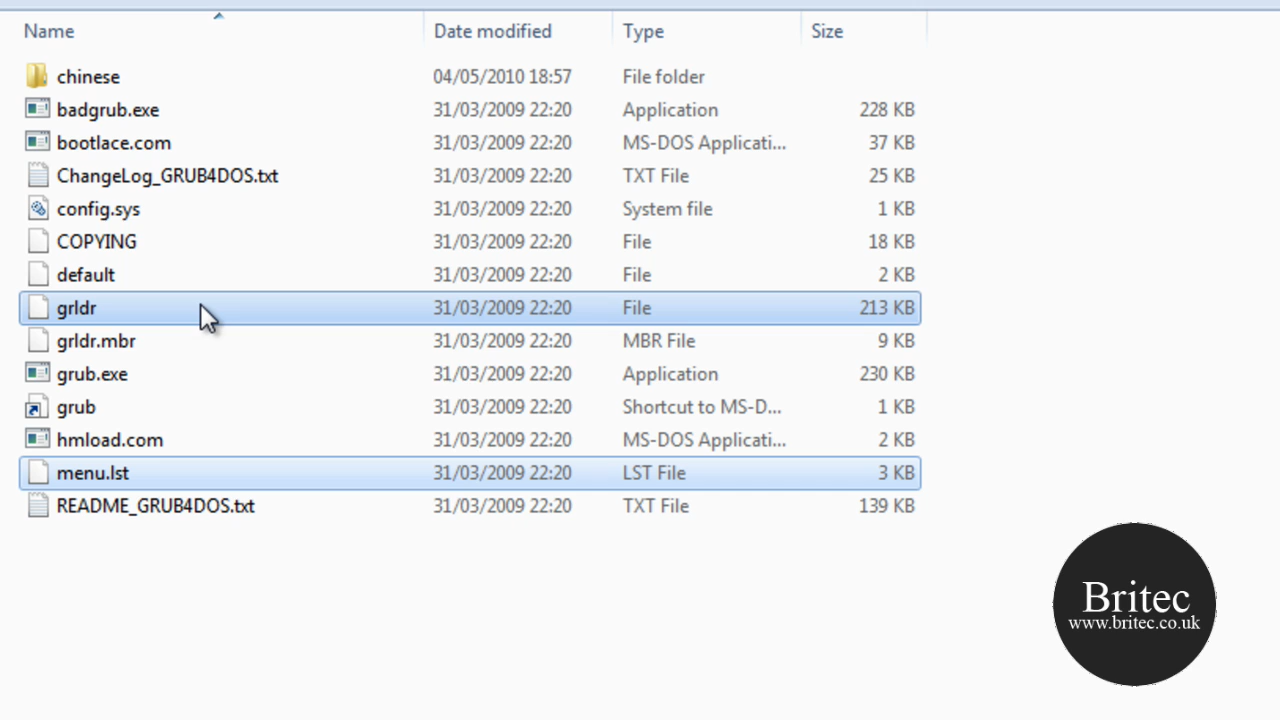 Name Date modified Type Size
chinese 04/05/2010 18:57 File folder
badgrub.exe 31/03/2009 22:20 Application 228 KB
bootlace.com 31/03/2009 22:20 MS-DOS Applicati... 37 KB
ChangeLog_GRUB4DOS.txt 31/03/2009 22:20 TXT File 25 KB
config.sys 31/03/2009 22:20 System file 1 KB
COPYING 31/03/2009 22:20 File 18 KB
default 31/03/2009 22:20 File 2 KB
grldr 31/03/2009 22:20 File 213 KB
grldr.mbr 31/03/2009 22:20 MBR File 9 KB
grub.exe 31/03/2009 22:20 Application 230 KB
grub 31/03/2009 22:20 Shortcut to MS-D... 1 KB
hmload.com 31/03/2009 22:20 MS-DOS Applicati... 2 KB
menu.lst 31/03/2009 22:20 LST File 3 KB
README_GRUB4DOS.txt 31/03/2009 22:20 TXT File 139 KB
Britec
www.britec.co.uk